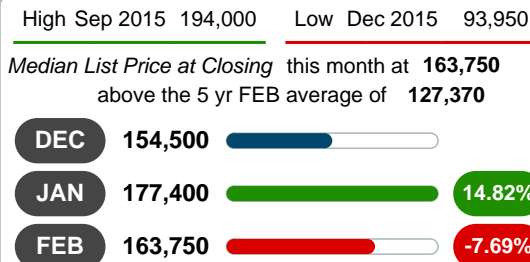 High Sep 2015 194,000 Low Dec 2015 93,950
Median List Price at Closing this month at 163,750
above the 5 yr FEB average of 127,370
DEC 154,500
JAN 177,400 14.82%
FEB 163,750 -7.69%